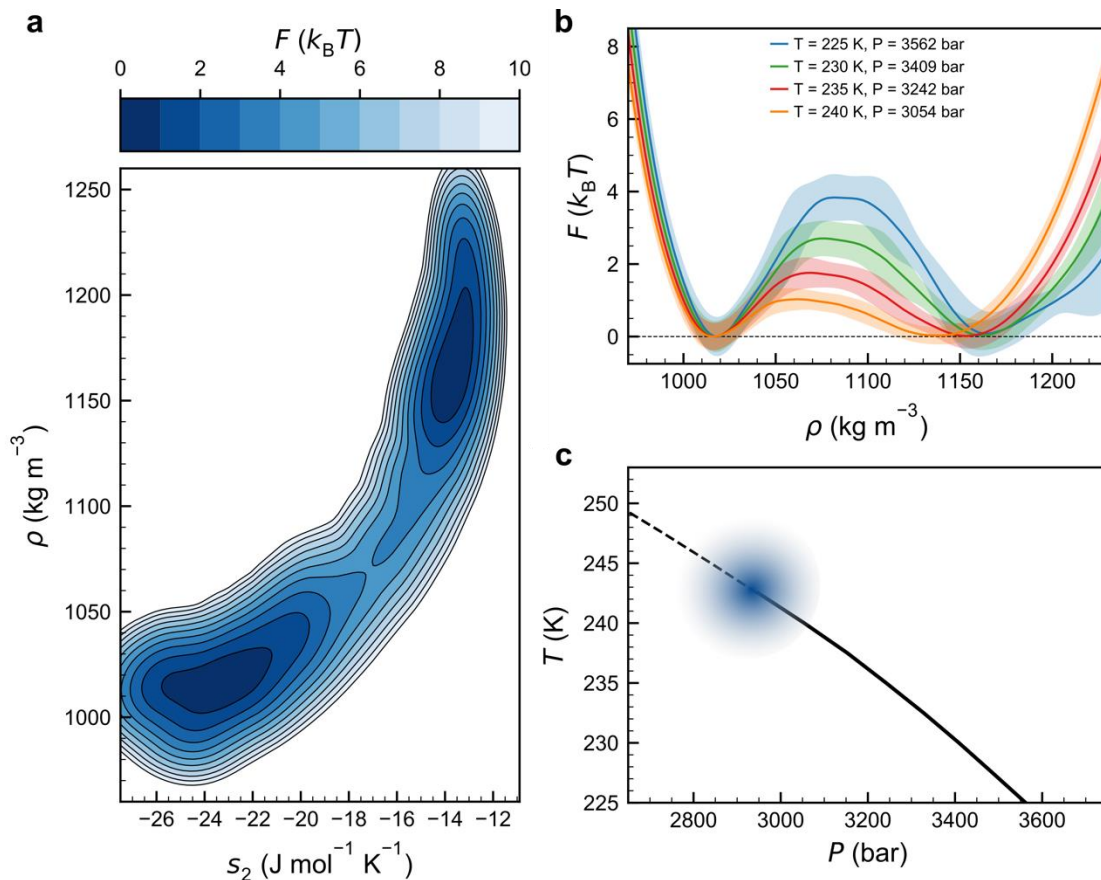 a
F (k_BT)
0 2 4 6 8 10
1250
1200
1150
1100
1050
1000
ρ (kg m⁻³)
−26 −24 −22 −20 −18 −16 −14 −12
s₂ (J mol⁻¹ K⁻¹)
b
T = 225 K, P = 3562 bar
T = 230 K, P = 3409 bar
T = 235 K, P = 3242 bar
T = 240 K, P = 3054 bar
8
6
4
2
0
F (k_BT)
1000 1050 1100 1150 1200
ρ (kg m⁻³)
c
250
245
240
235
230
225
T (K)
2800 3000 3200 3400 3600
P (bar)